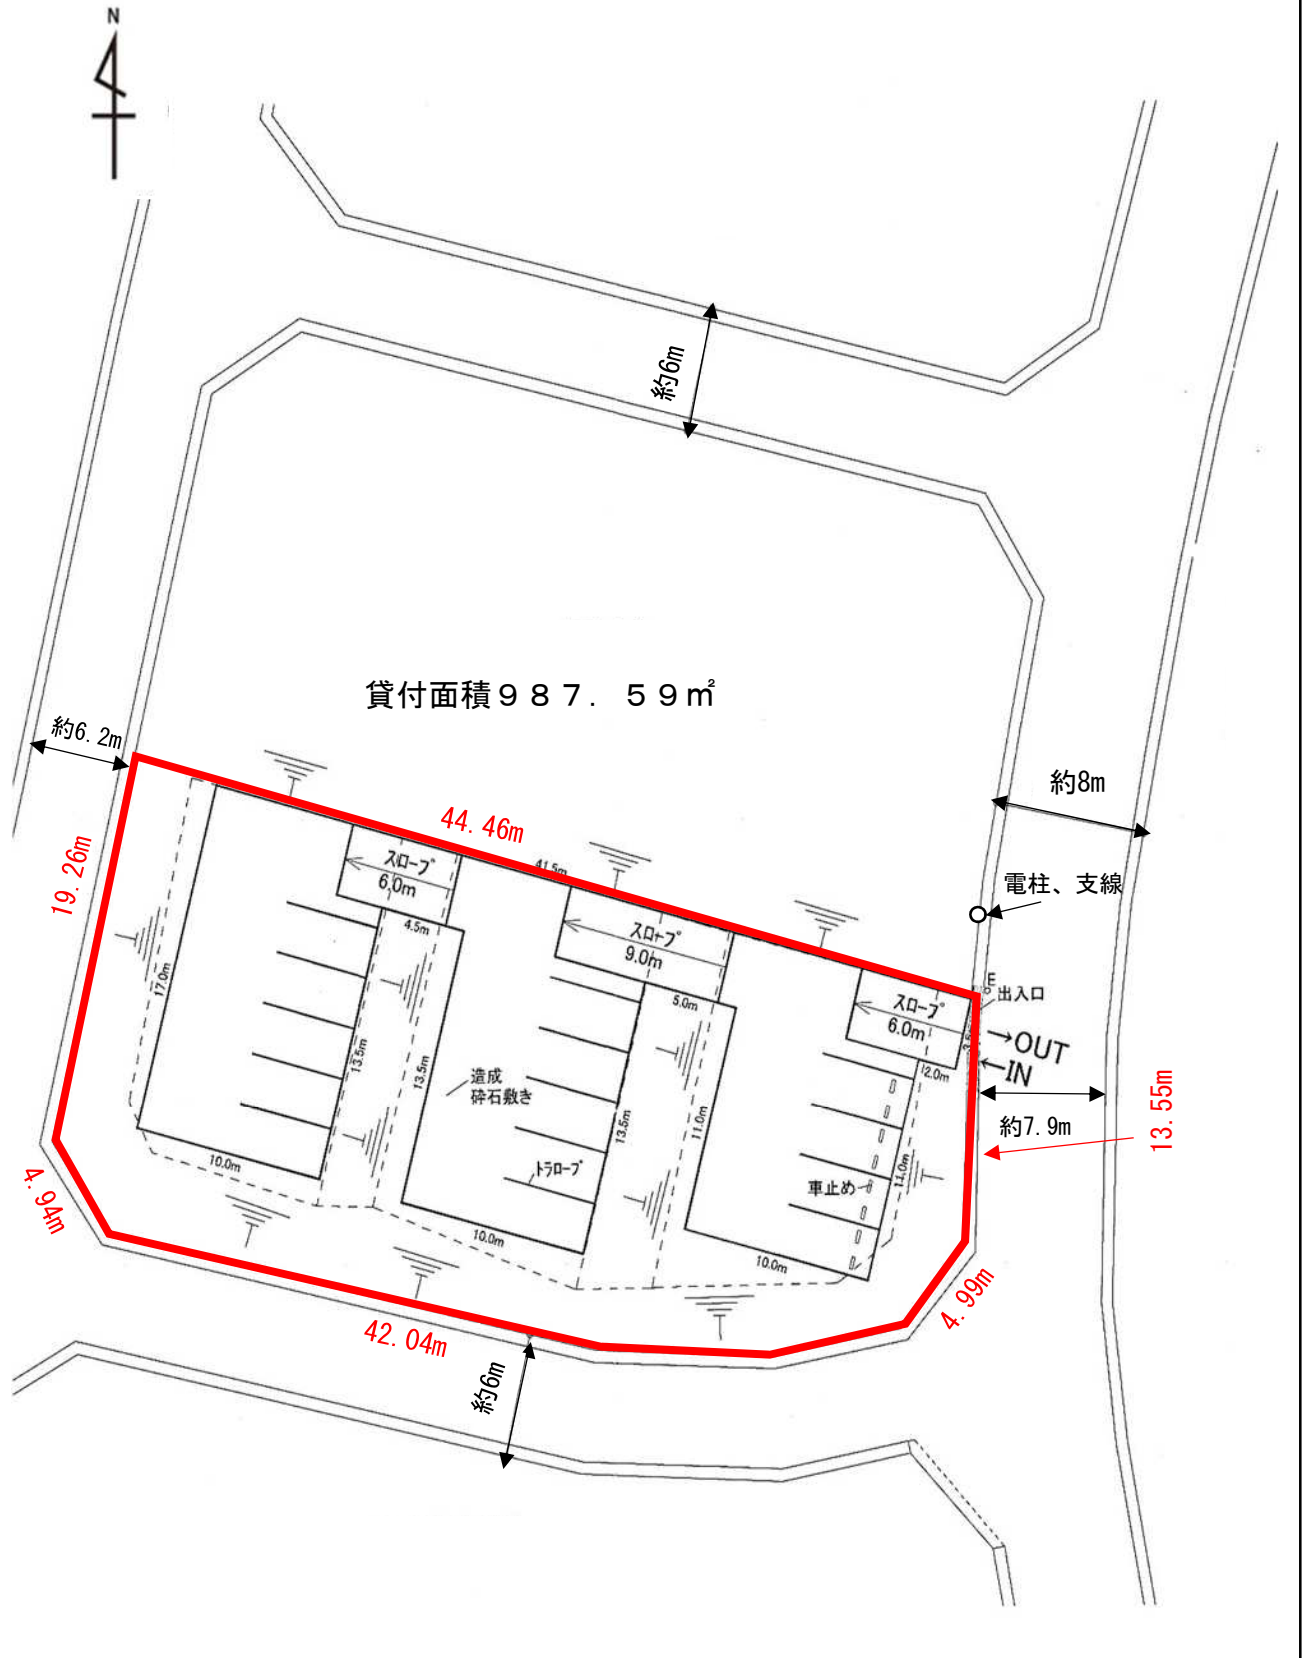 N
約6m
貸付面積９８７．５９㎡
約6.2m
約8m
44.46m
19.26m
41.5m
スロープ
6.0m
4.5m
スロープ
9.0m
5.0m
スロープ
6.0m
2.0m
電柱、支線
E
出入口
3.5m
→OUT
←IN
約7.9m
13.55m
17.0m
13.5m
13.5m
造成
砕石敷き
13.5m
11.0m
11.0m
トラロープ
車止め
10.0m
10.0m
10.0m
4.94m
42.04m
4.99m
約6m